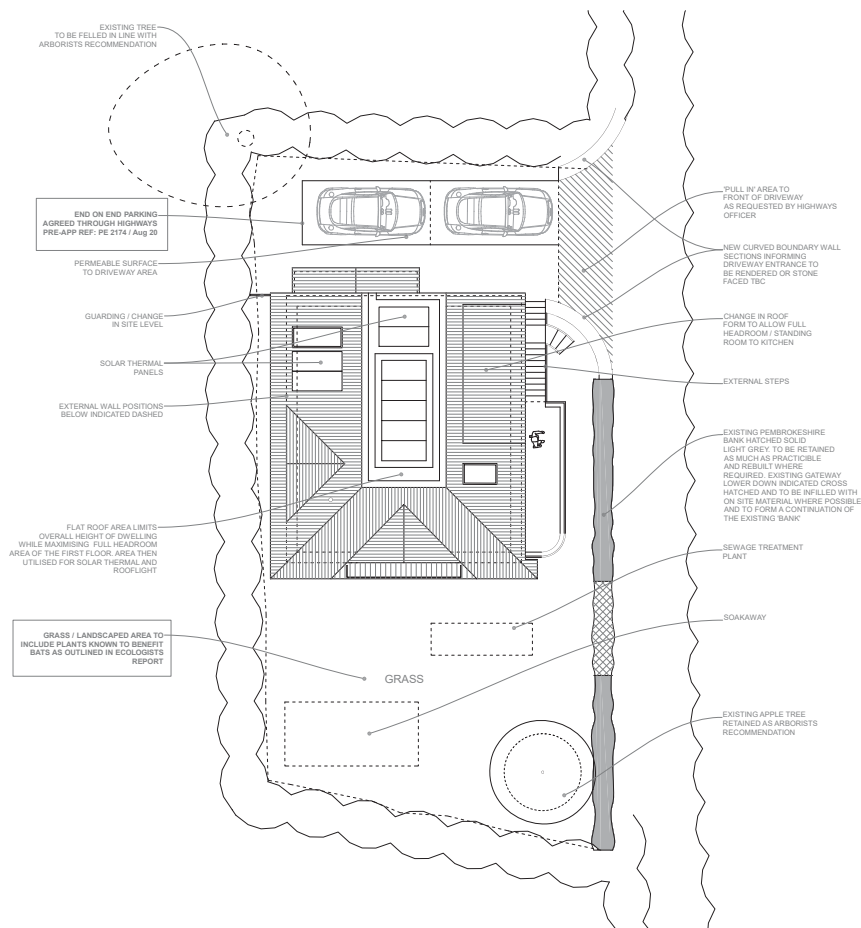 EXISTING TREE
TO BE FELLED IN LINE WITH
ARBORISTS RECOMMENDATION
END ON END PARKING
AGREED THROUGH HIGHWAYS
PRE-APP REF: PE 2174 / Aug 20
PERMEABLE SURFACE
TO DRIVEWAY AREA
GUARDING / CHANGE
IN SITE LEVEL
SOLAR THERMAL
PANELS
EXTERNAL WALL POSITIONS
BELOW INDICATED DASHED
FLAT ROOF AREA LIMITS
OVERALL HEIGHT OF DWELLING
WHILE MAXIMISING FULL HEADROOM
AREA OF THE FIRST FLOOR. AREA THEN
UTILISED FOR SOLAR THERMAL AND
ROOFLIGHT
GRASS / LANDSCAPED AREA TO
INCLUDE PLANTS KNOWN TO BENEFIT
BATS AS OUTLINED IN ECOLOGISTS
REPORT
GRASS
'PULL IN' AREA TO
FRONT OF DRIVEWAY
AS REQUESTED BY HIGHWAYS
OFFICER
NEW CURVED BOUNDARY WALL
SECTIONS INFORMING
DRIVEWAY ENTRANCE TO
BE RENDERED OR STONE
FACED TBC
CHANGE IN ROOF
FORM TO ALLOW FULL
HEADROOM / STANDING
ROOM TO KITCHEN
EXTERNAL STEPS
EXISTING PEMBROKESHIRE
BANK HATCHED SOLID
LIGHT GREY. TO BE RETAINED
AS MUCH AS PRACTICIBLE
AND REBUILT WHERE
REQUIRED. EXISTING GATEWAY
LOWER DOWN INDICATED CROSS
HATCHED AND TO BE INFILLED WITH
ON SITE MATERIAL WHERE POSSIBLE
AND TO FORM A CONTINUATION OF
THE EXISTING 'BANK'
SEWAGE TREATMENT
PLANT
SOAKAWAY
EXISTING APPLE TREE
RETAINED AS ARBORISTS
RECOMMENDATION